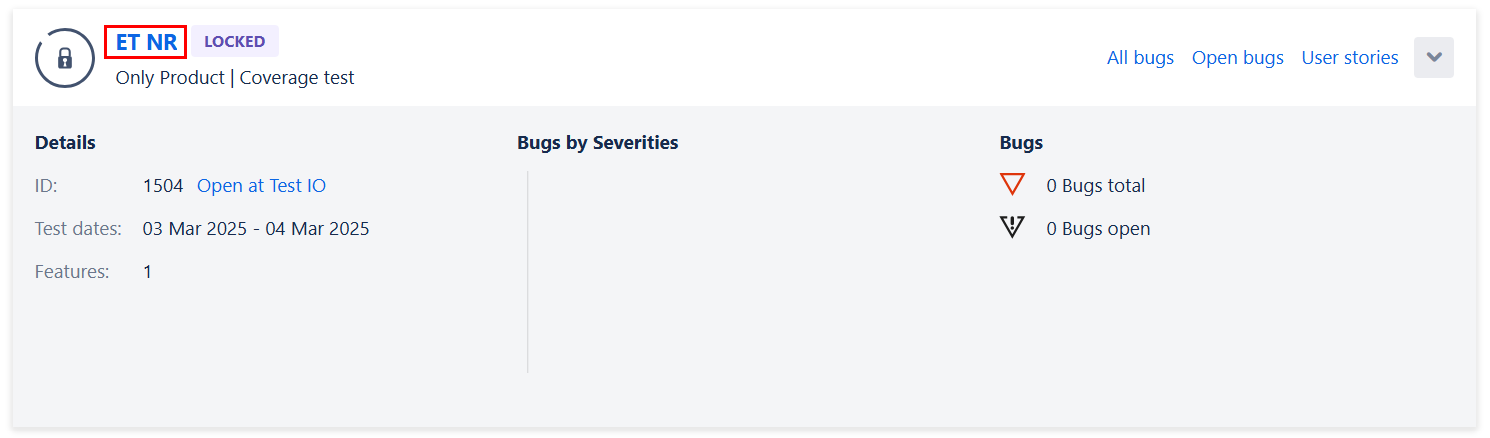 ET NR LOCKED
Only Product | Coverage test
All bugs Open bugs User stories
Details
ID: 1504 Open at Test IO
Test dates: 03 Mar 2025 - 04 Mar 2025
Features: 1
Bugs by Severities
Bugs
0 Bugs total
0 Bugs open